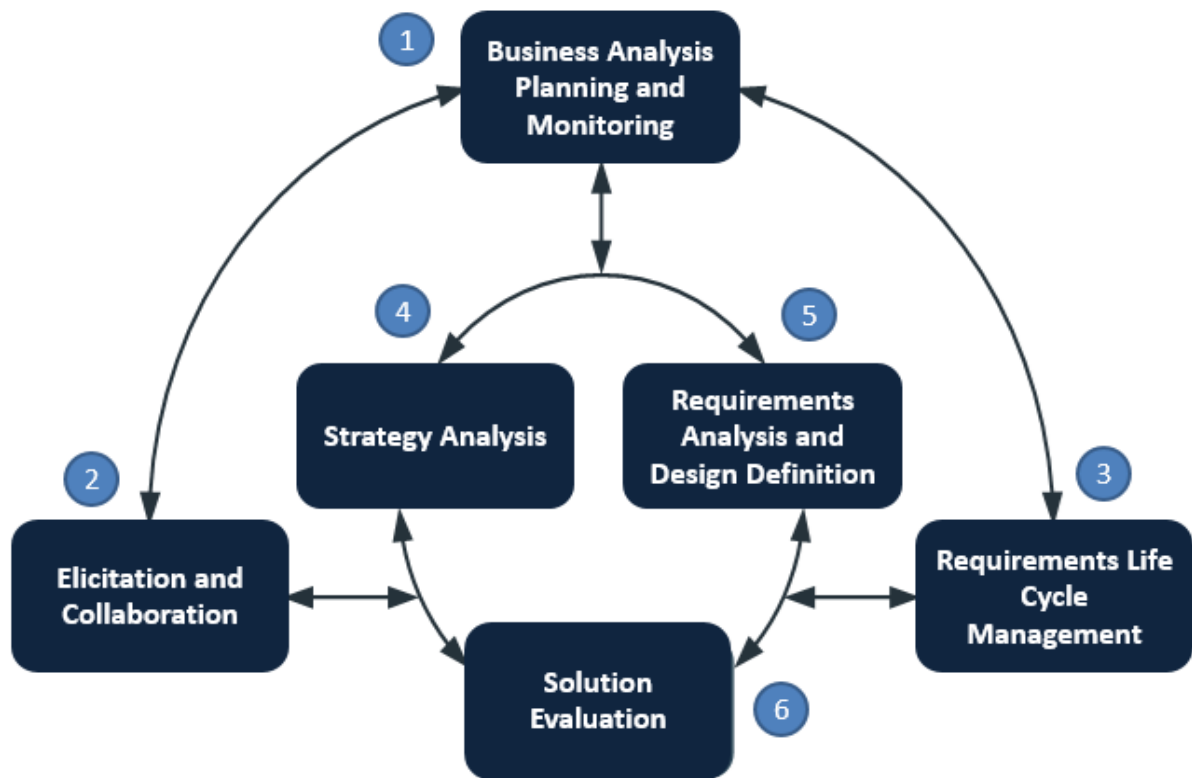 1
Business Analysis
Planning and
Monitoring
4
5
Strategy Analysis
Requirements
Analysis and
Design Definition
2
3
Elicitation and
Collaboration
Requirements Life
Cycle
Management
Solution
Evaluation
6